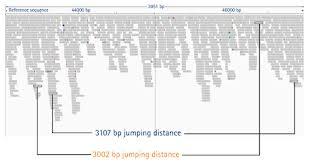 3951 bp
Reference sequence 44000 bp 46000 bp
3107 bp jumping distance
3002 bp jumping distance